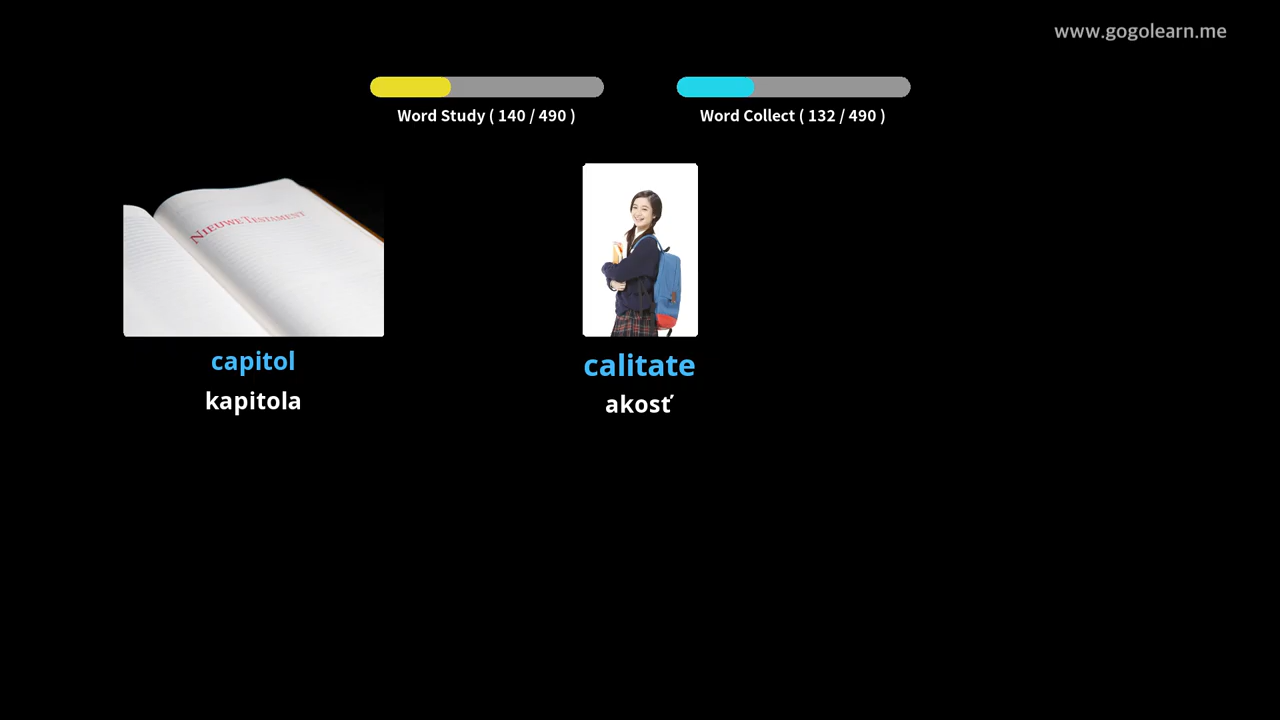 www.gogolearn.me
Word Study ( 140 / 490 )
Word Collect ( 132 / 490 )
NIEUWE TESTAMENT
capitol
kapitola
calitate
akosť